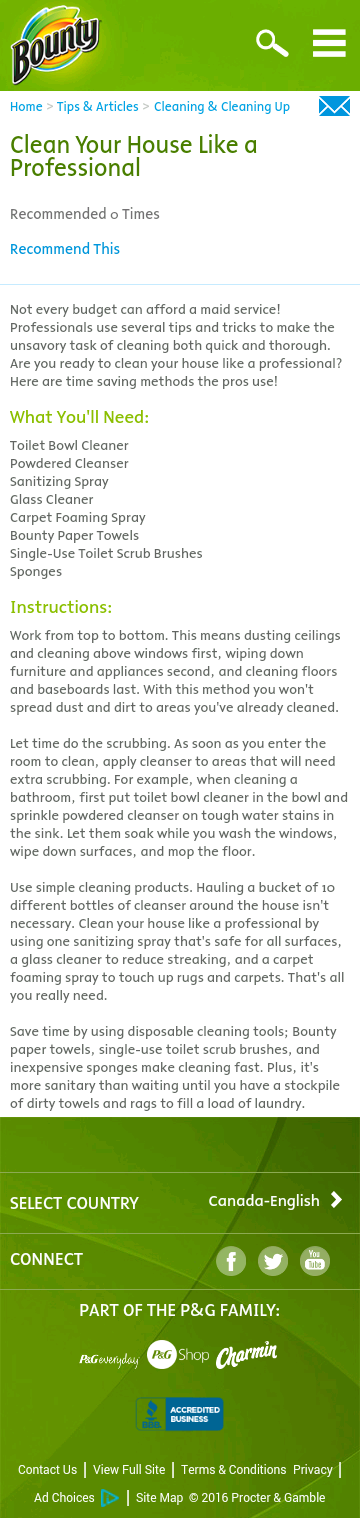 Bounty
Home > Tips & Articles > Cleaning & Cleaning Up
Clean Your House Like a
Professional
Recommended 0 Times
Recommend This
Not every budget can afford a maid service!
Professionals use several tips and tricks to make the
unsavory task of cleaning both quick and thorough.
Are you ready to clean your house like a professional?
Here are time saving methods the pros use!
What You'll Need:
Toilet Bowl Cleaner
Powdered Cleanser
Sanitizing Spray
Glass Cleaner
Carpet Foaming Spray
Bounty Paper Towels
Single-Use Toilet Scrub Brushes
Sponges
Instructions:
Work from top to bottom. This means dusting ceilings
and cleaning above windows first, wiping down
furniture and appliances second, and cleaning floors
and baseboards last. With this method you won't
spread dust and dirt to areas you've already cleaned.
Let time do the scrubbing. As soon as you enter the
room to clean, apply cleanser to areas that will need
extra scrubbing. For example, when cleaning a
bathroom, first put toilet bowl cleaner in the bowl and
sprinkle powdered cleanser on tough water stains in
the sink. Let them soak while you wash the windows,
wipe down surfaces, and mop the floor.
Use simple cleaning products. Hauling a bucket of 10
different bottles of cleanser around the house isn't
necessary. Clean your house like a professional by
using one sanitizing spray that's safe for all surfaces,
a glass cleaner to reduce streaking, and a carpet
foaming spray to touch up rugs and carpets. That's all
you really need.
Save time by using disposable cleaning tools; Bounty
paper towels, single-use toilet scrub brushes, and
inexpensive sponges make cleaning fast. Plus, it's
more sanitary than waiting until you have a stockpile
of dirty towels and rags to fill a load of laundry.
SELECT COUNTRY Canada-English
CONNECT f You Tube
PART OF THE P&G FAMILY:
P&G everyday P&G Shop Charmin
BBB ACCREDITED BUSINESS
Contact Us | View Full Site | Terms & Conditions Privacy |
Ad Choices | Site Map © 2016 Procter & Gamble